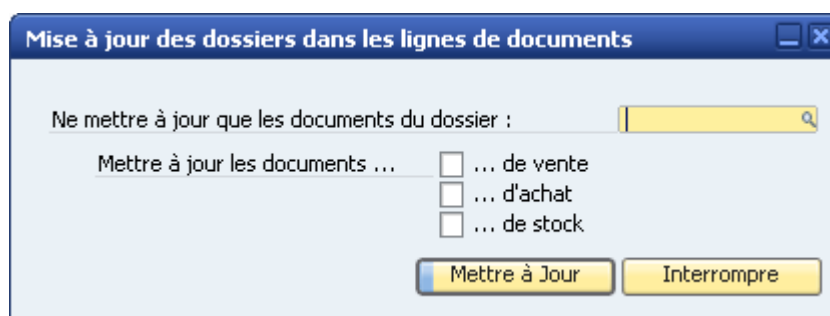 Mise à jour des dossiers dans les lignes de documents
Ne mettre à jour que les documents du dossier :
Mettre à jour les documents ... ... de vente
... d'achat
... de stock
Mettre à Jour Interrompre